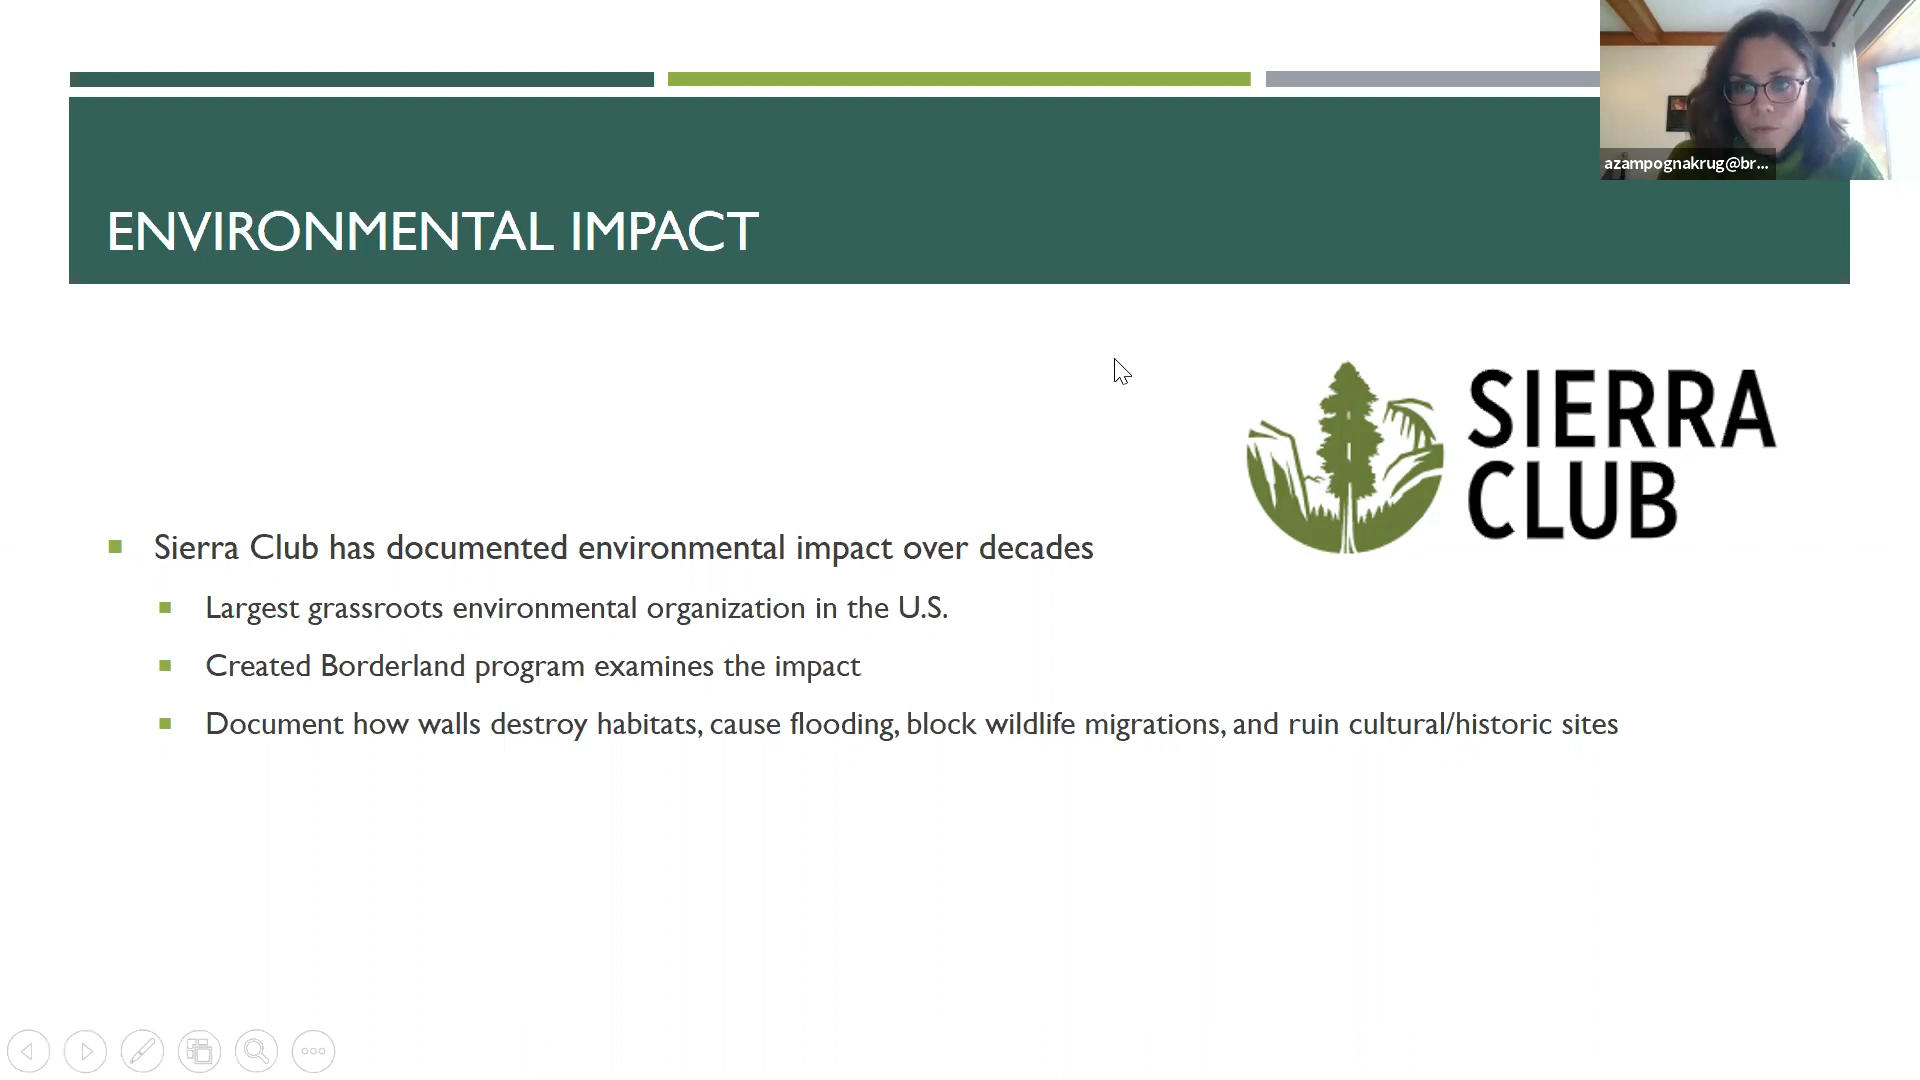 azampognakrug@br...
ENVIRONMENTAL IMPACT
SIERRA
CLUB
Sierra Club has documented environmental impact over decades
Largest grassroots environmental organization in the U.S.
Created Borderland program examines the impact
Document how walls destroy habitats, cause flooding, block wildlife migrations, and ruin cultural/historic sites